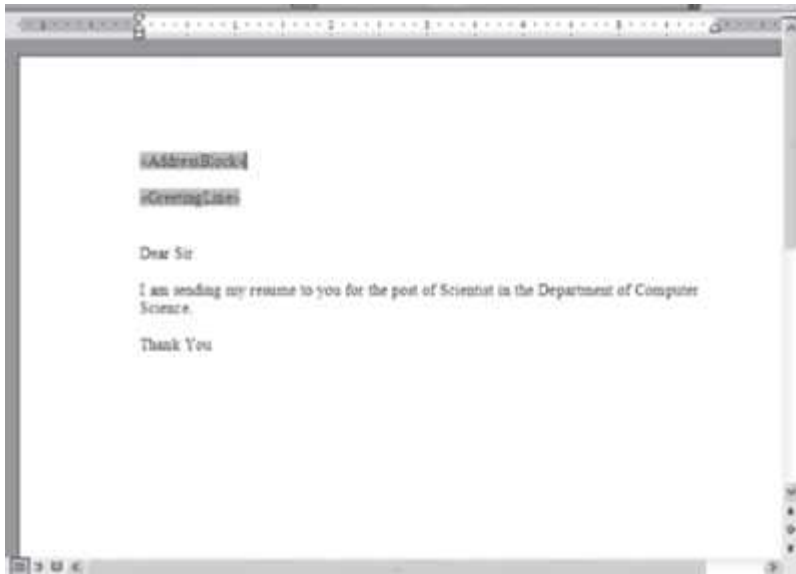 «AddressBlock»
«GreetingLine»
Dear Sir
I am sending my resume to you for the post of Scientist in the Department of Computer
Science.
Thank You